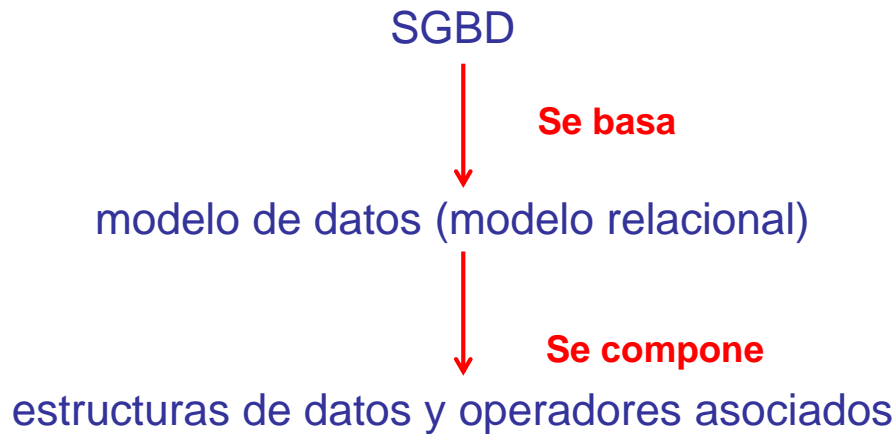 SGBD
Se basa
modelo de datos (modelo relacional)
Se compone
estructuras de datos y operadores asociados